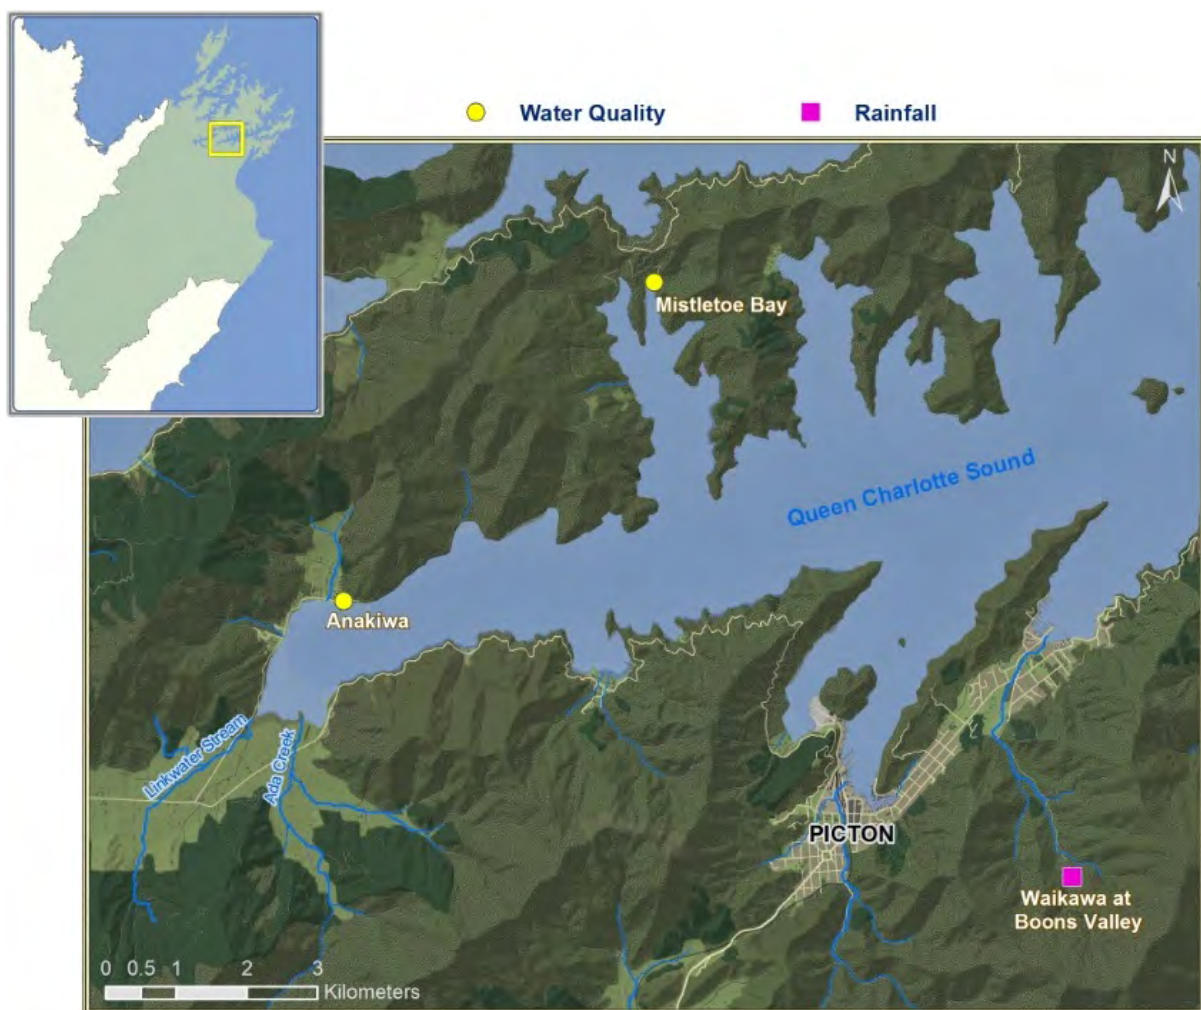 Water Quality
Rainfall
N
Mistletoe Bay
Queen Charlotte Sound
Anakiwa
Linkwater Stream
Ada Creek
PICTON
Waikawa at
Boons Valley
0 0.5 1 2 3
Kilometers